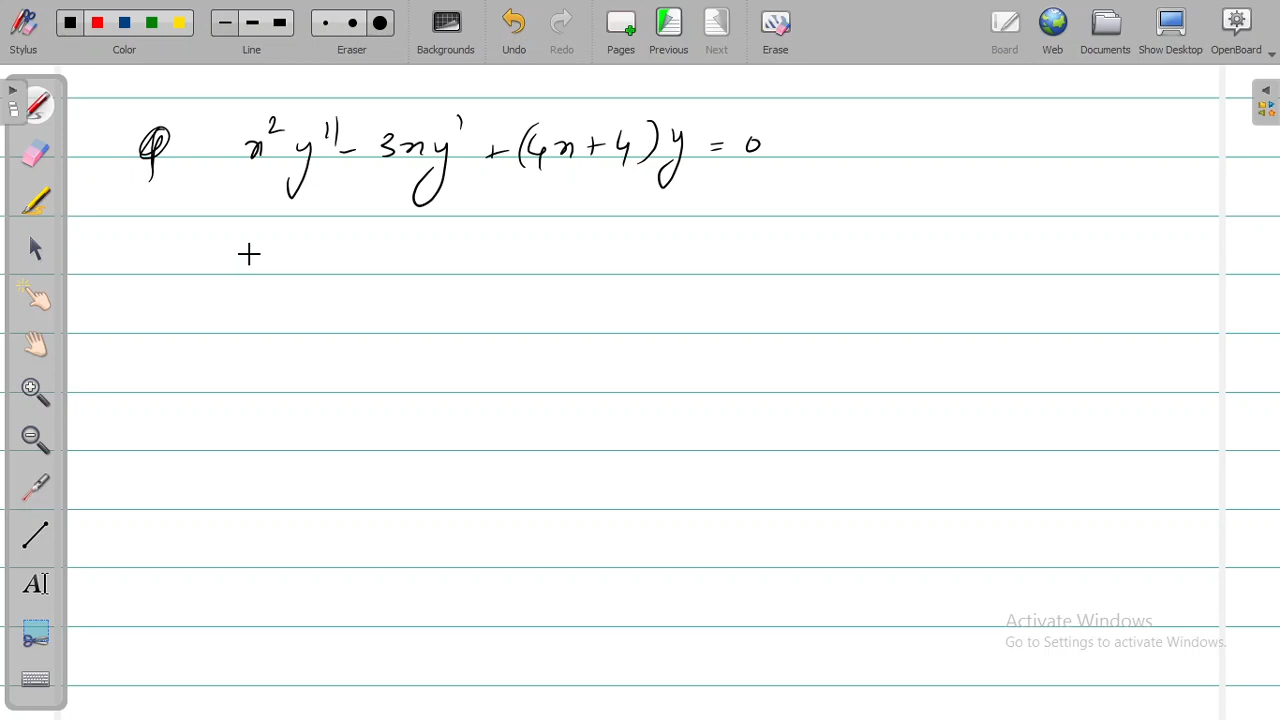 Stylus Color Line Eraser Backgrounds Undo Redo Pages Previous Next Erase Board Web Documents Show Desktop OpenBoard
Q x² y'' - 3xy' + (4x + 4)y = 0
Activate Windows
Go to Settings to activate Windows.